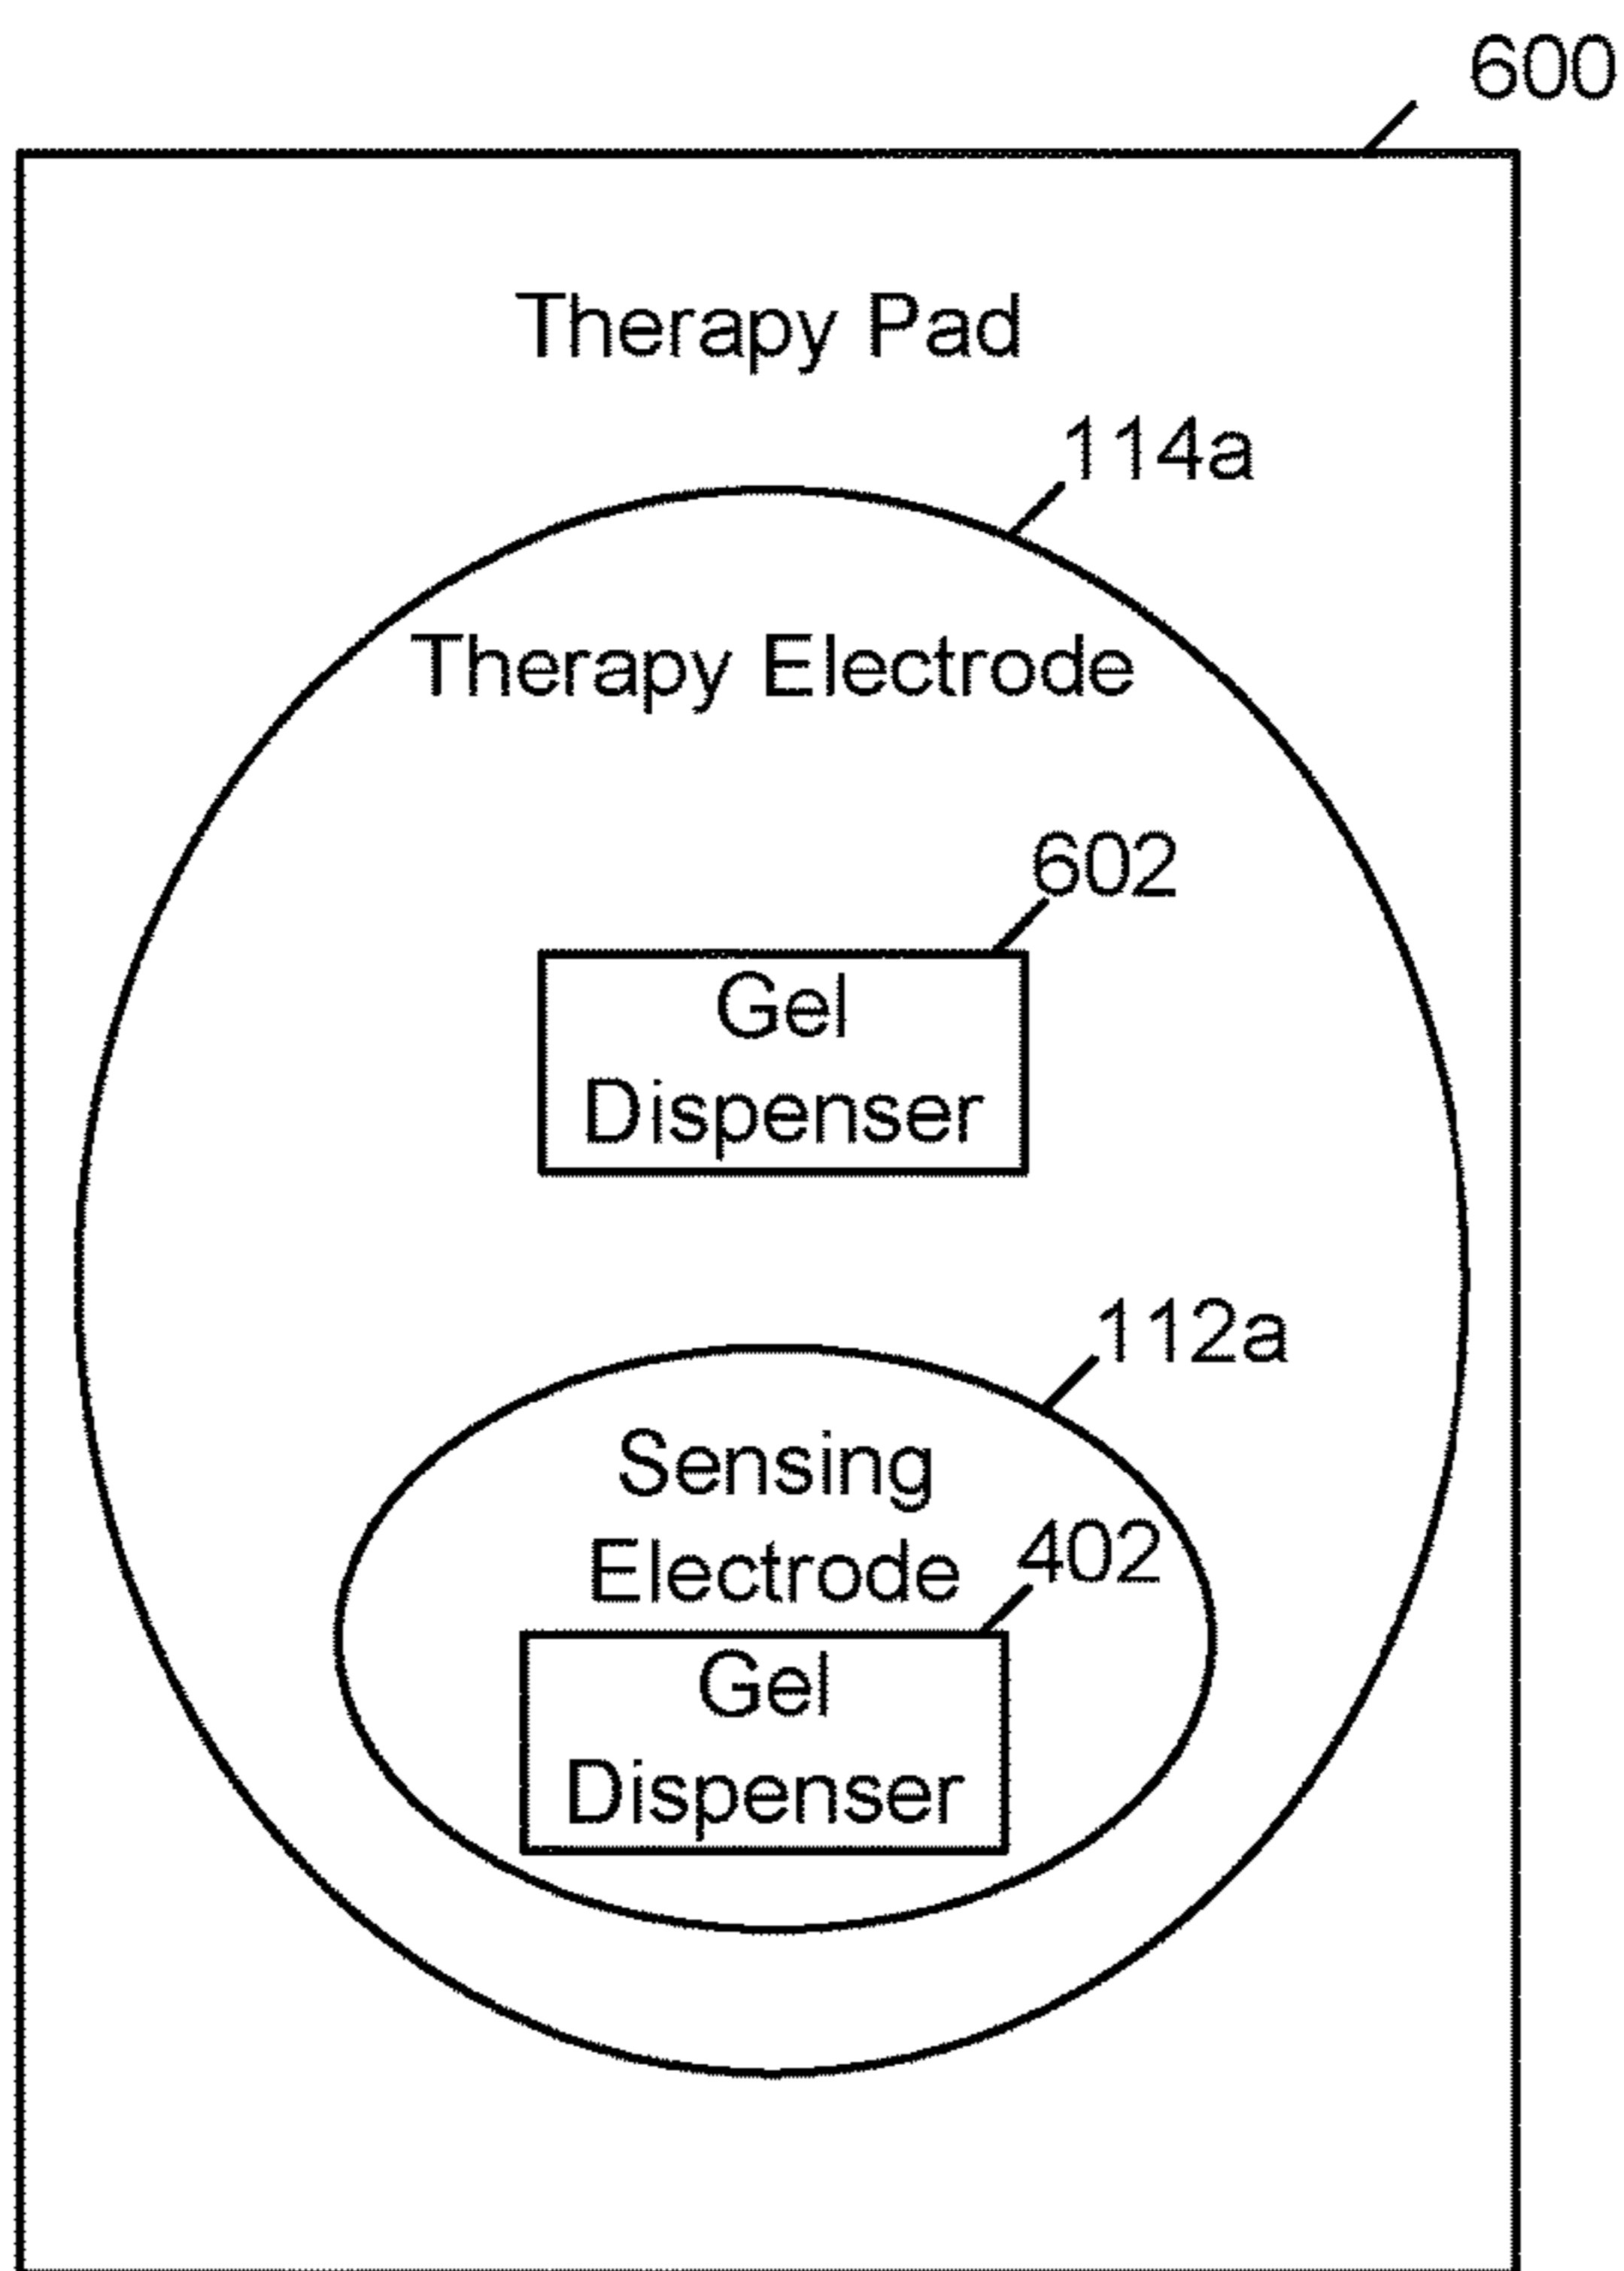 600
Therapy Pad
114a
Therapy Electrode
602
Gel
Dispenser
112a
Sensing
Electrode
402
Gel
Dispenser